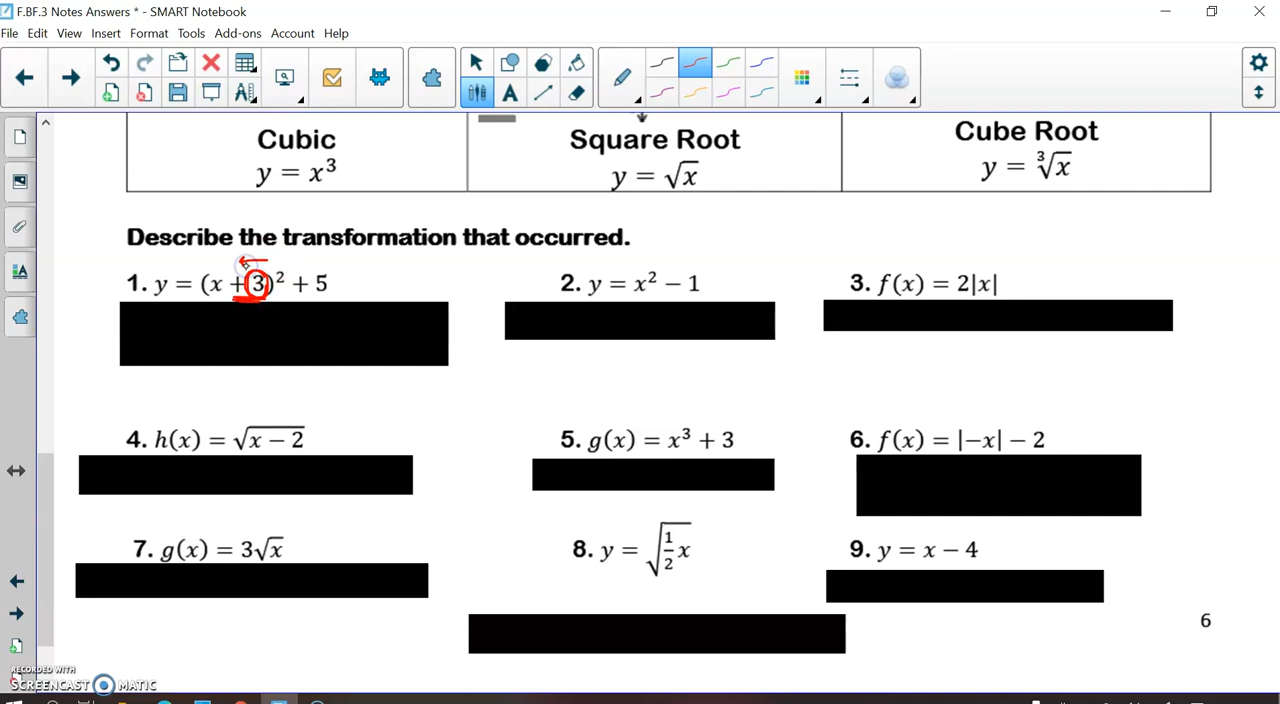 F.BF.3 Notes Answers * - SMART Notebook
File Edit View Insert Format Tools Add-ons Account Help
Cubic
y = x³
Square Root
y = √x
Cube Root
y = ∛x
Describe the transformation that occurred.
1. y = (x + 3)² + 5
2. y = x² − 1
3. f(x) = 2|x|
4. h(x) = √(x − 2)
5. g(x) = x³ + 3
6. f(x) = |−x| − 2
7. g(x) = 3√x
8. y = √(1/2 x)
9. y = x − 4
6
RECORDED WITH
SCREENCAST MATIC